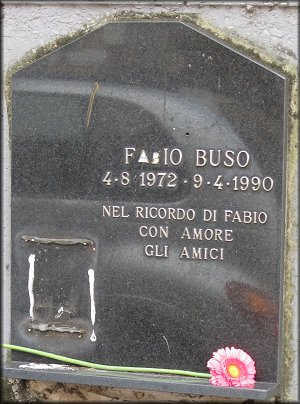 FABIO BUSO
4·8 1972 - 9·4·1990
NEL RICORDO DI FABIO
CON AMORE
GLI AMICI